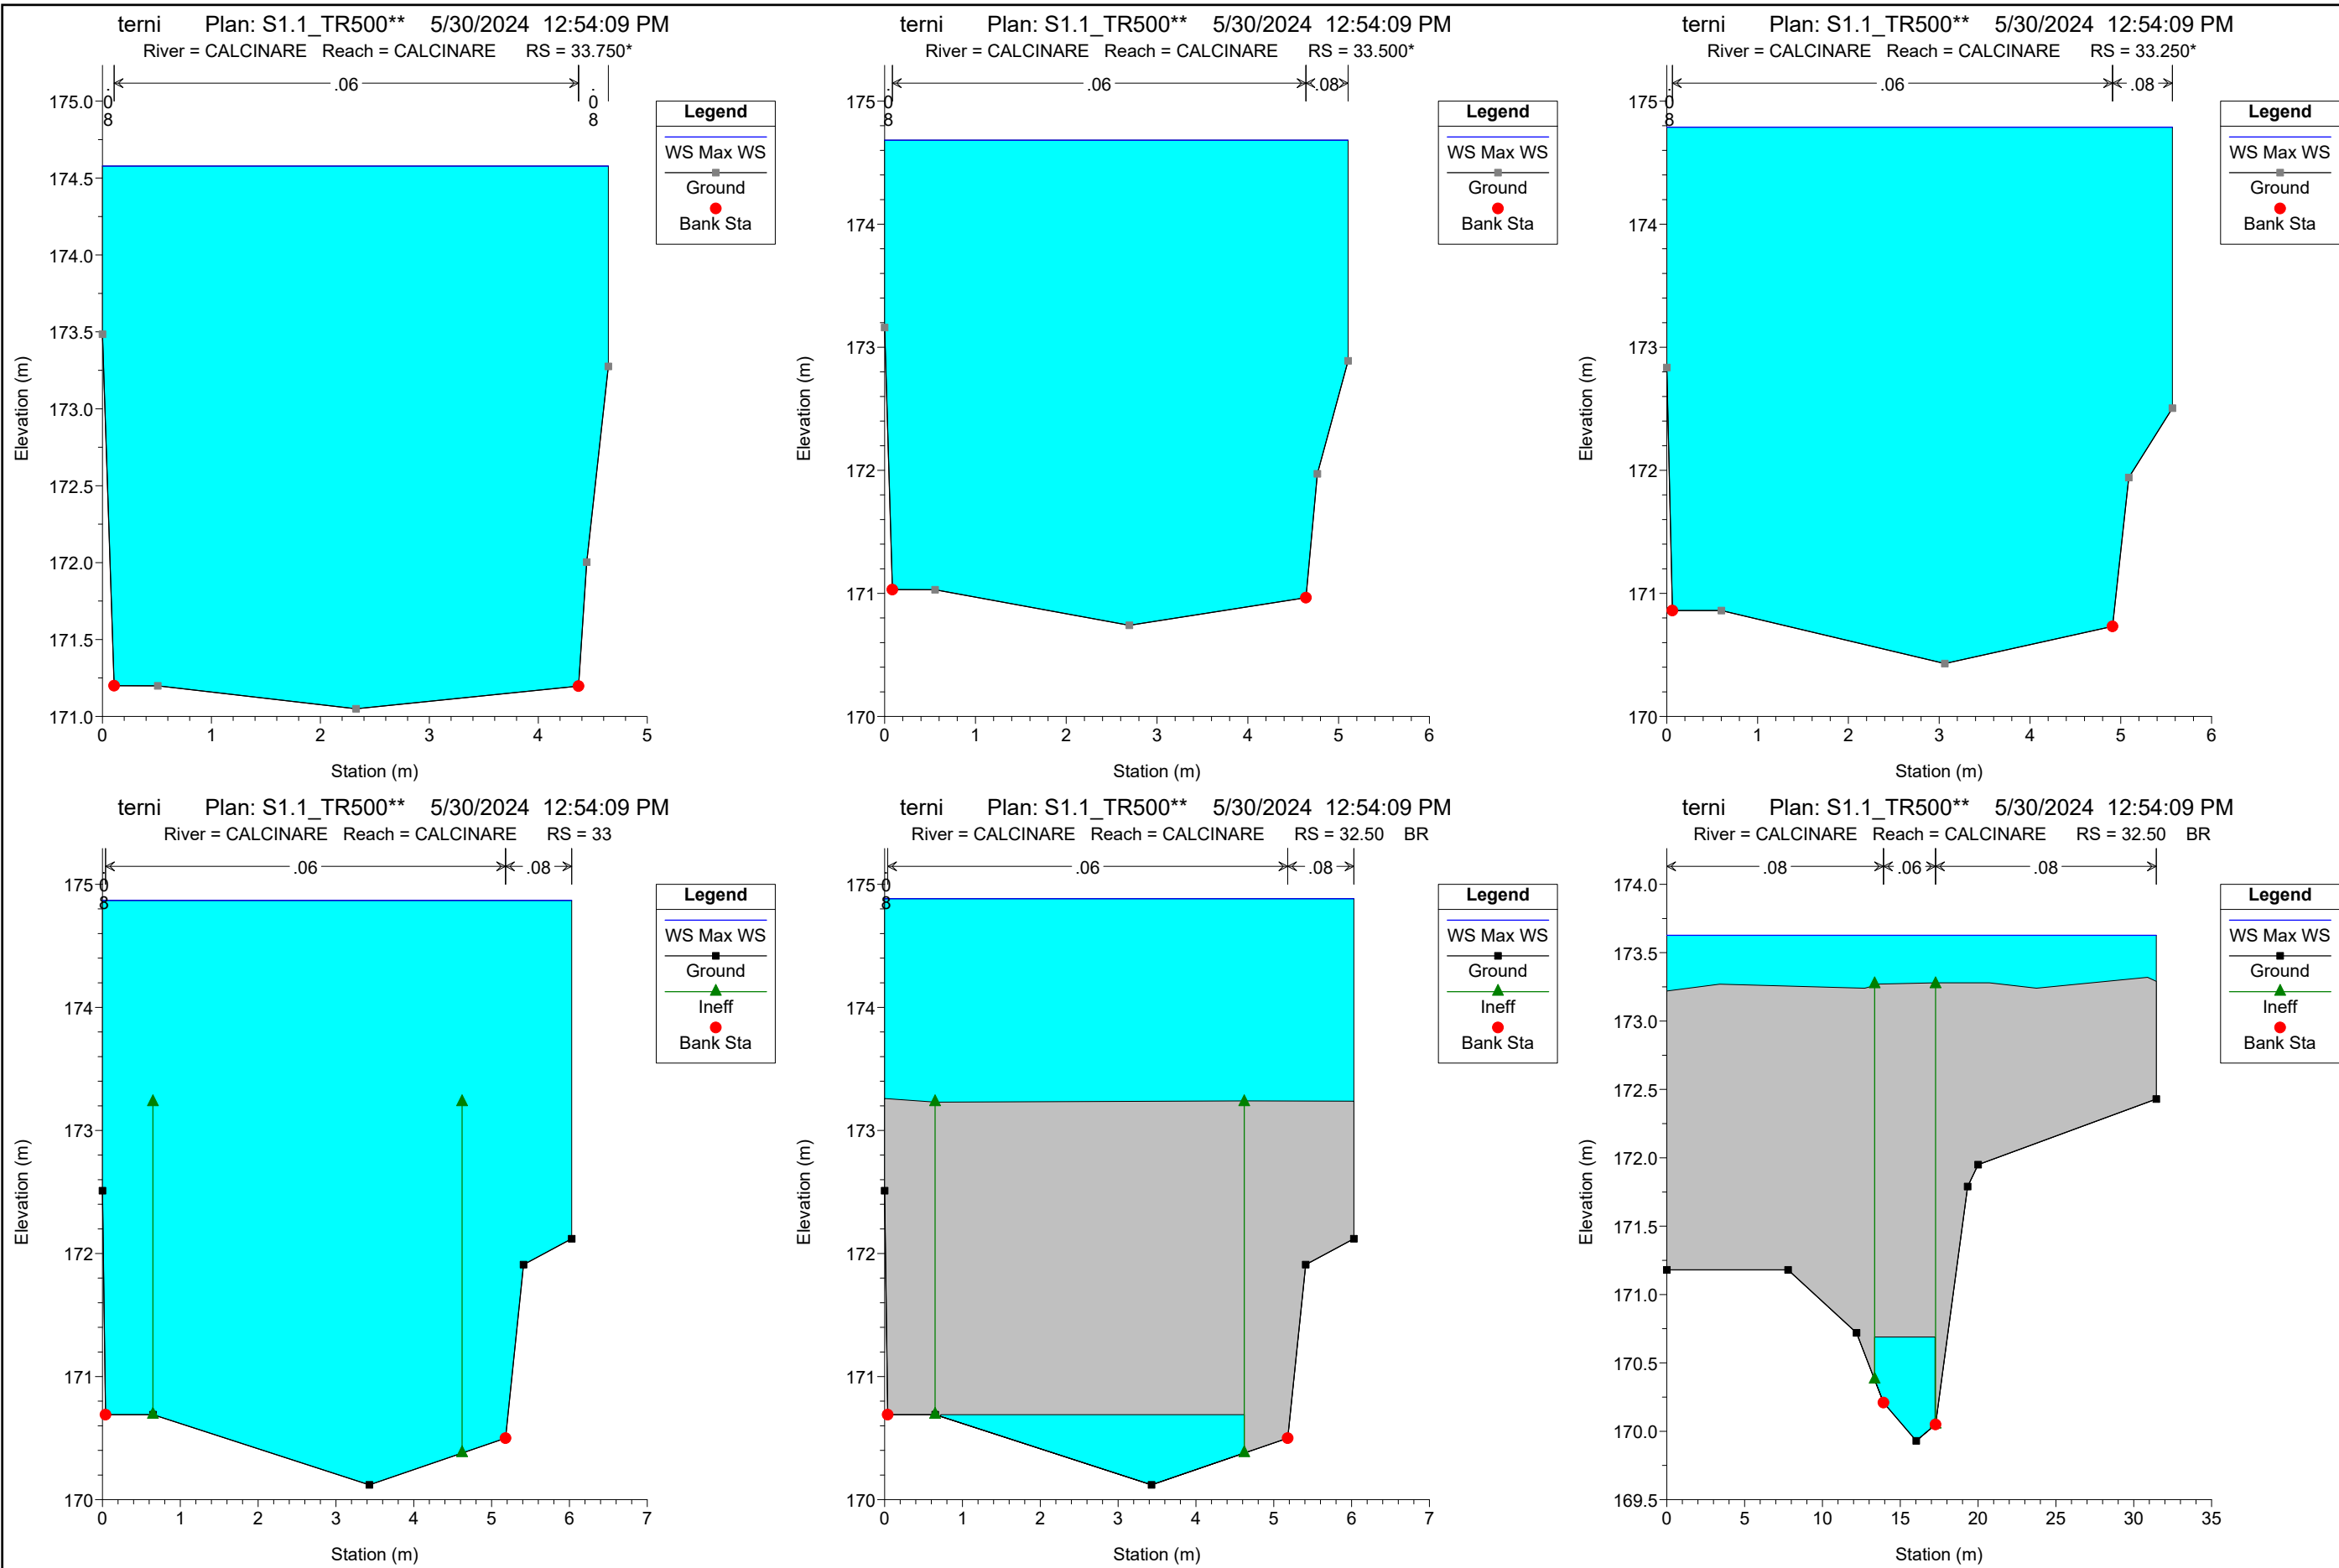 terni Plan: S1.1_TR500** 5/30/2024 12:54:09 PM
River = CALCINARE Reach = CALCINARE RS = 33.750*
.08 .06 .08
Legend
WS Max WS
Ground
Bank Sta
175.0
174.5
174.0
173.5
173.0
172.5
172.0
171.5
171.0
Elevation (m)
0 1 2 3 4 5
Station (m)
terni Plan: S1.1_TR500** 5/30/2024 12:54:09 PM
River = CALCINARE Reach = CALCINARE RS = 33.500*
.08 .06 .08
Legend
WS Max WS
Ground
Bank Sta
175
174
173
172
171
170
Elevation (m)
0 1 2 3 4 5 6
Station (m)
terni Plan: S1.1_TR500** 5/30/2024 12:54:09 PM
River = CALCINARE Reach = CALCINARE RS = 33.250*
.08 .06 .08
Legend
WS Max WS
Ground
Bank Sta
175
174
173
172
171
170
Elevation (m)
0 1 2 3 4 5 6
Station (m)
terni Plan: S1.1_TR500** 5/30/2024 12:54:09 PM
River = CALCINARE Reach = CALCINARE RS = 33
.08 .06 .08
Legend
WS Max WS
Ground
Ineff
Bank Sta
175
174
173
172
171
170
Elevation (m)
0 1 2 3 4 5 6 7
Station (m)
terni Plan: S1.1_TR500** 5/30/2024 12:54:09 PM
River = CALCINARE Reach = CALCINARE RS = 32.50 BR
.08 .06 .08
Legend
WS Max WS
Ground
Ineff
Bank Sta
175
174
173
172
171
170
Elevation (m)
0 1 2 3 4 5 6 7
Station (m)
terni Plan: S1.1_TR500** 5/30/2024 12:54:09 PM
River = CALCINARE Reach = CALCINARE RS = 32.50 BR
.08 .06 .08
Legend
WS Max WS
Ground
Ineff
Bank Sta
174.0
173.5
173.0
172.5
172.0
171.5
171.0
170.5
170.0
169.5
Elevation (m)
0 5 10 15 20 25 30 35
Station (m)